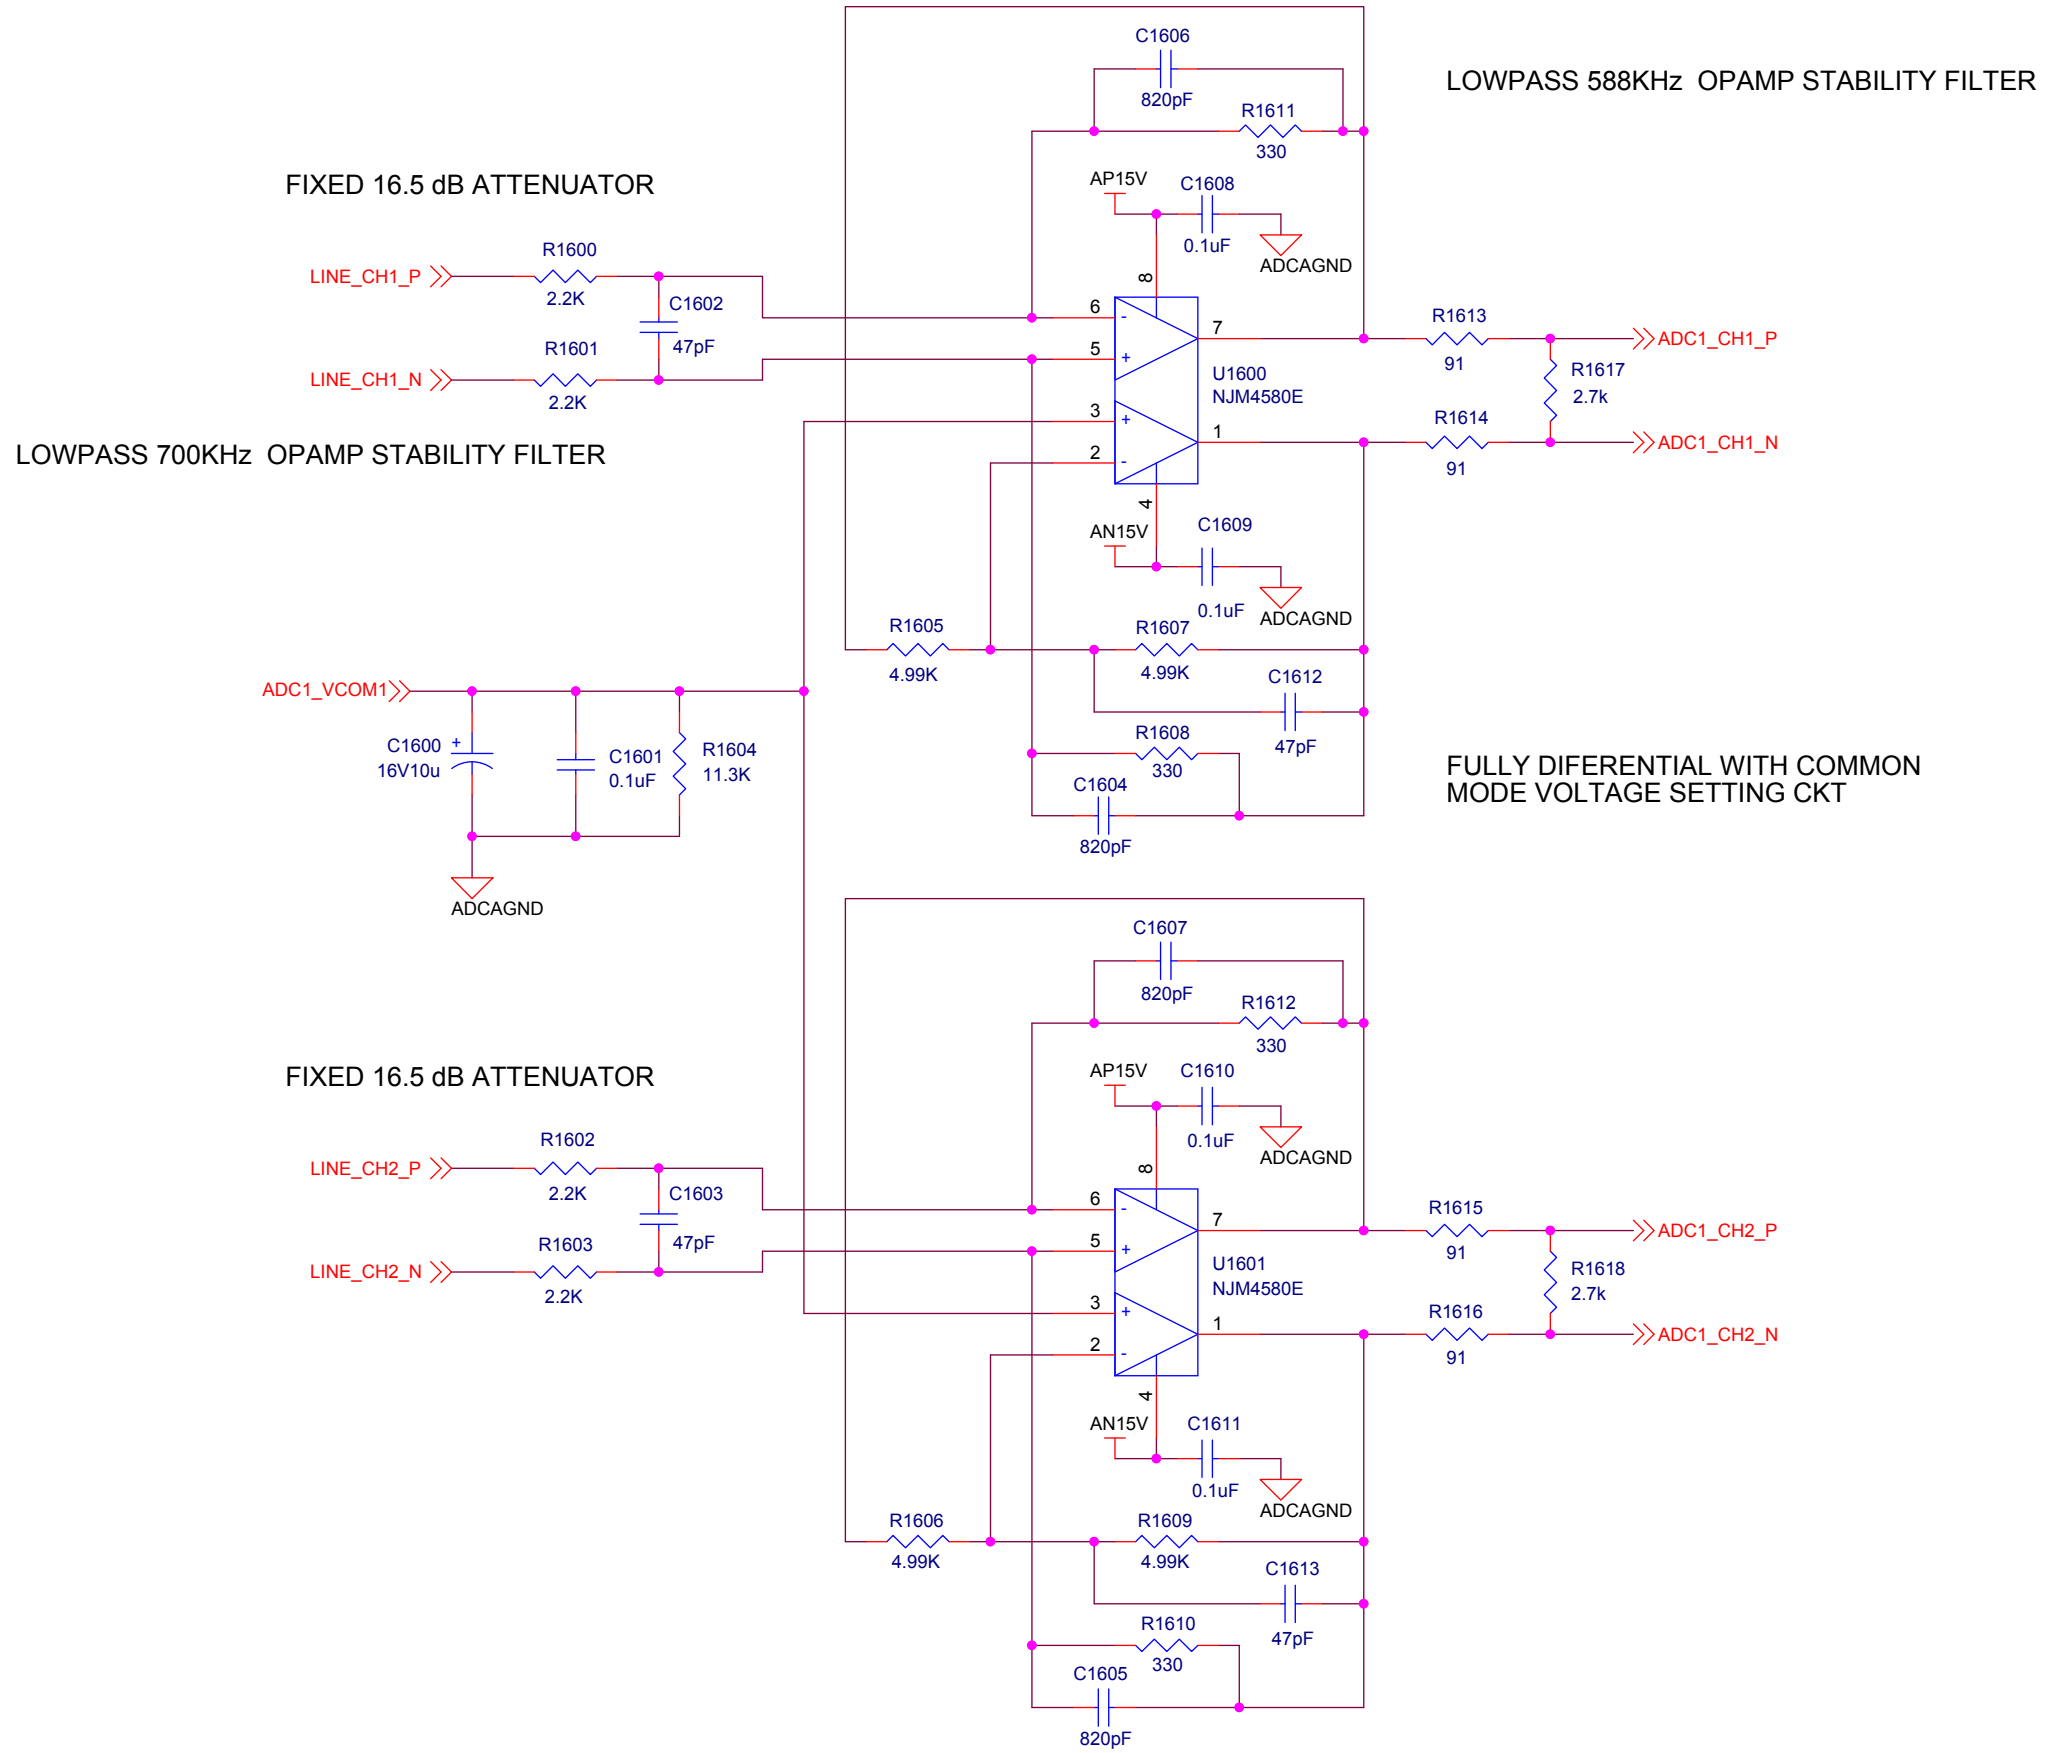 C1606
820pF
LOWPASS 588KHz  OPAMP STABILITY FILTER
R1611
330
FIXED 16.5 dB ATTENUATOR
AP15V
C1608
0.1uF
ADCAGND
R1600
LINE_CH1_P
2.2K
C1602
47pF
R1601
LINE_CH1_N
2.2K
8
6
-
5
+
7
U1600
NJM4580E
3
+
2
-
1
4
R1613
91
ADC1_CH1_P
R1617
2.7k
R1614
91
ADC1_CH1_N
LOWPASS 700KHz  OPAMP STABILITY FILTER
AN15V
C1609
0.1uF
ADCAGND
R1605
4.99K
R1607
4.99K
C1612
47pF
ADC1_VCOM1
C1600
+
16V10u
C1601
0.1uF
R1604
11.3K
ADCAGND
R1608
330
C1604
820pF
FULLY DIFERENTIAL WITH COMMON
MODE VOLTAGE SETTING CKT
C1607
820pF
R1612
330
FIXED 16.5 dB ATTENUATOR
AP15V
C1610
0.1uF
ADCAGND
R1602
LINE_CH2_P
2.2K
C1603
47pF
R1603
LINE_CH2_N
2.2K
8
6
-
5
+
7
U1601
NJM4580E
3
+
2
-
1
4
R1615
91
ADC1_CH2_P
R1618
2.7k
R1616
91
ADC1_CH2_N
AN15V
C1611
0.1uF
ADCAGND
R1606
4.99K
R1609
4.99K
C1613
47pF
R1610
330
C1605
820pF